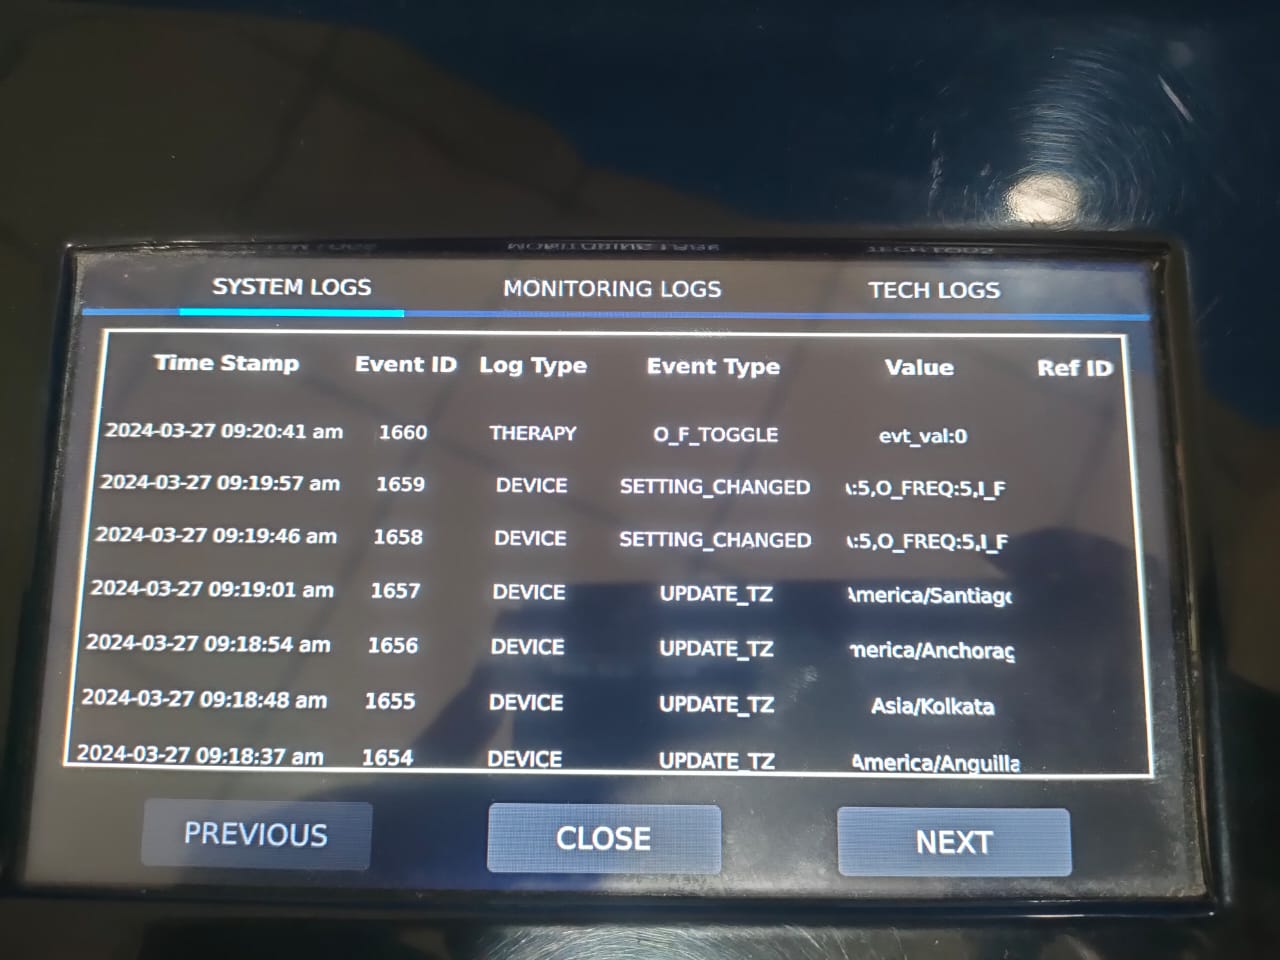 SYSTEM LOGS MONITORING LOGS TECH LOGS
Time Stamp Event ID Log Type Event Type Value Ref ID
2024-03-27 09:20:41 am 1660 THERAPY O_F_TOGGLE evt_val:0
2024-03-27 09:19:57 am 1659 DEVICE SETTING_CHANGED :5,O_FREQ:5,I_F
2024-03-27 09:19:46 am 1658 DEVICE SETTING_CHANGED :5,O_FREQ:5,I_F
2024-03-27 09:19:01 am 1657 DEVICE UPDATE_TZ America/Santiago
2024-03-27 09:18:54 am 1656 DEVICE UPDATE_TZ merica/Anchorag
2024-03-27 09:18:48 am 1655 DEVICE UPDATE_TZ Asia/Kolkata
2024-03-27 09:18:37 am 1654 DEVICE UPDATE_TZ America/Anguilla
PREVIOUS CLOSE NEXT